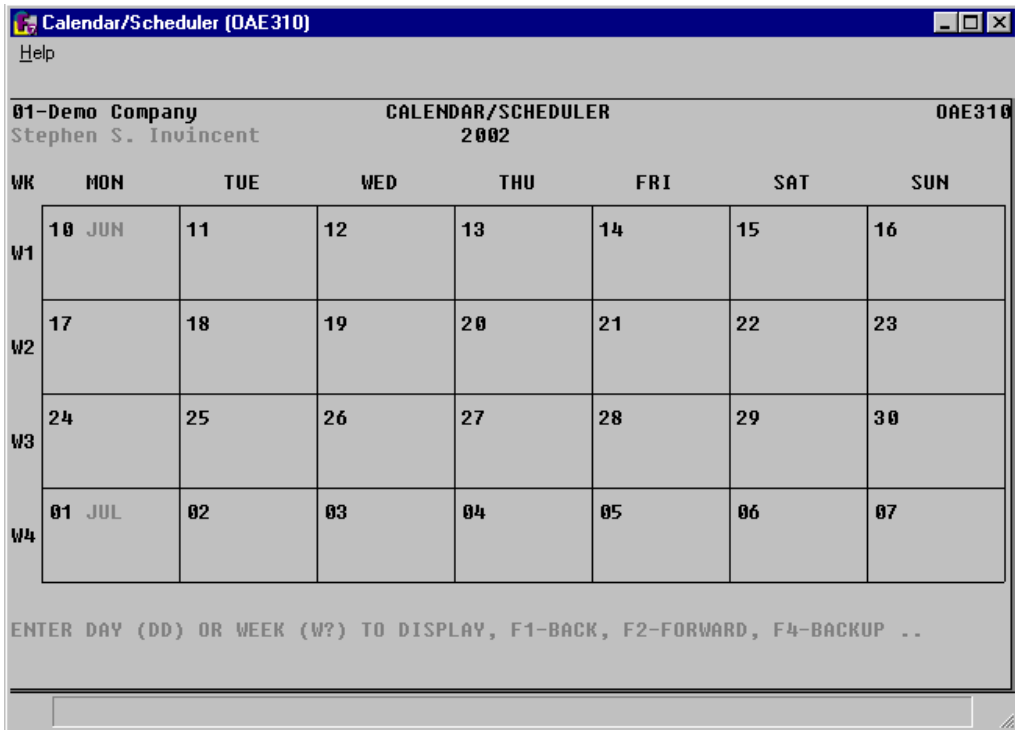 Calendar/Scheduler (OAE310)
Help
01-Demo Company CALENDAR/SCHEDULER OAE310
Stephen S. Invincent 2002
WK MON TUE WED THU FRI SAT SUN
W1 10 JUN 11 12 13 14 15 16
W2 17 18 19 20 21 22 23
W3 24 25 26 27 28 29 30
W4 01 JUL 02 03 04 05 06 07
ENTER DAY (DD) OR WEEK (W?) TO DISPLAY, F1-BACK, F2-FORWARD, F4-BACKUP ..